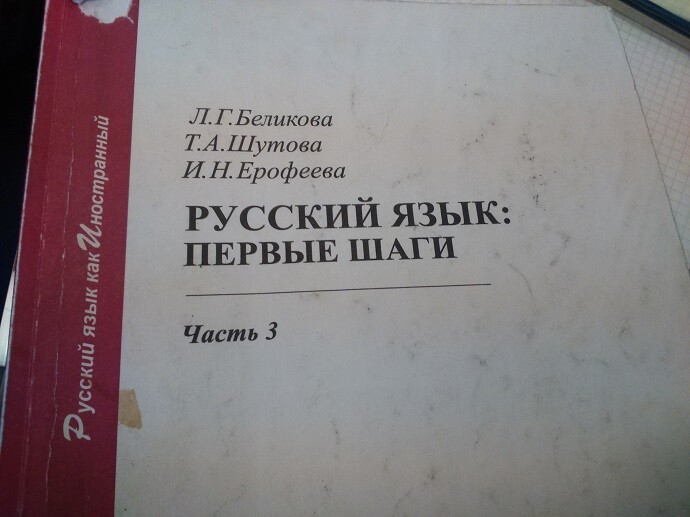 Л.Г.Беликова
Т.А.Шутова
И.Н.Ерофеева
РУССКИЙ ЯЗЫК:
ПЕРВЫЕ ШАГИ
Часть 3
Русский язык как Иностранный